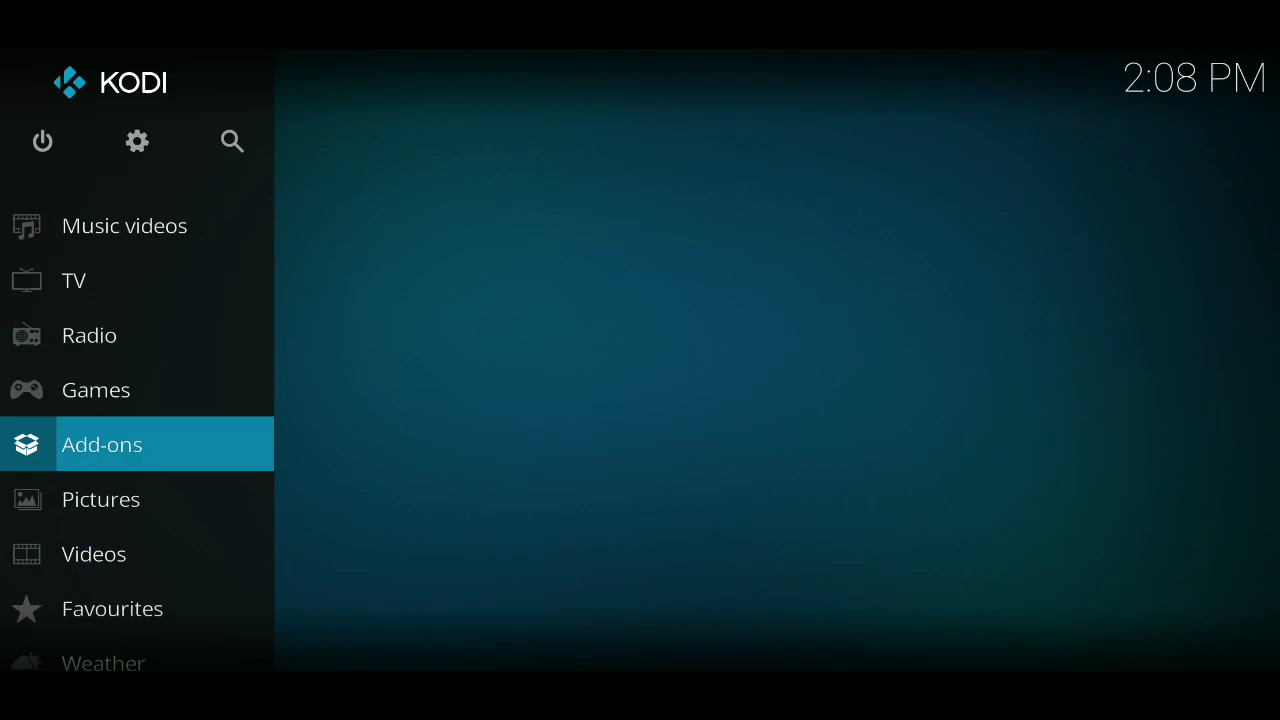 KODI
2:08 PM
Music videos
TV
Radio
Games
Add-ons
Pictures
Videos
Favourites
Weather